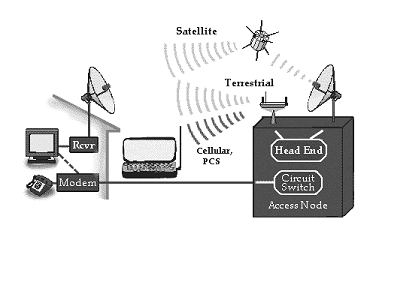 Satellite
Terrestrial
Rcvr
Cellular,
PCS
Head End
Modem
Circuit
Switch
Access Node